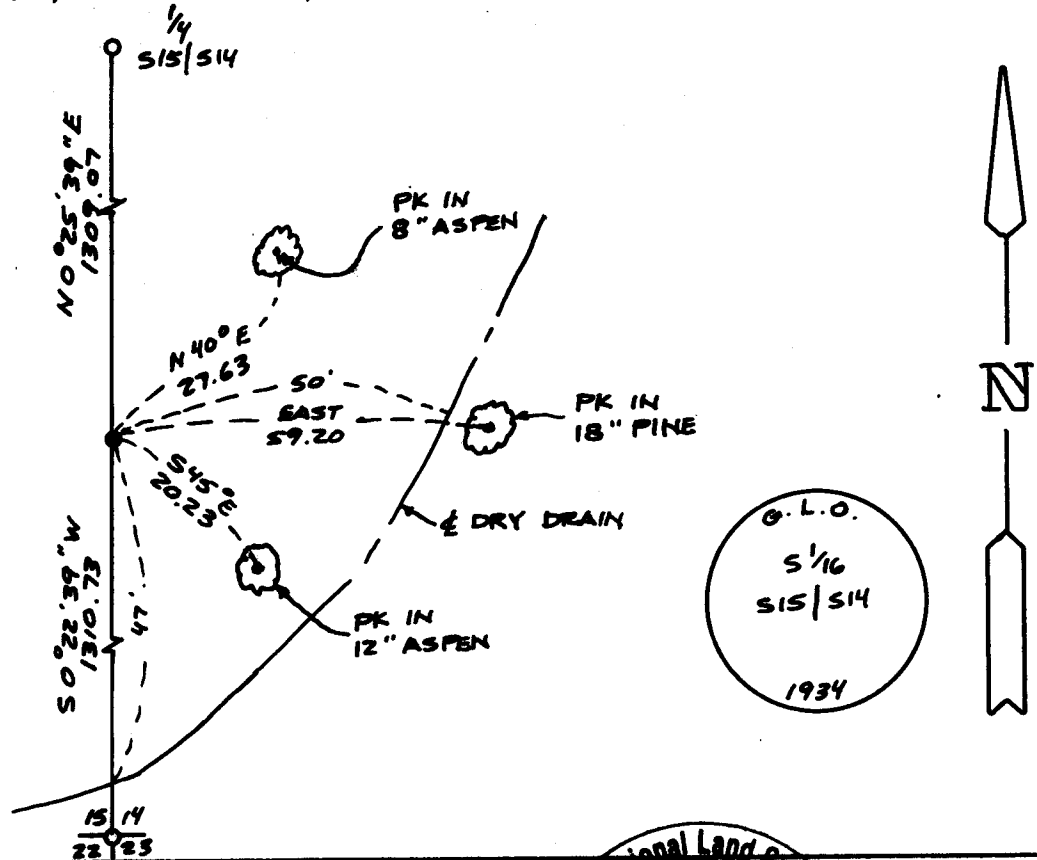 1/4
S15|S14
N 0° 25' 39" E
1309.07
PK IN
8" ASPEN
N 40° E
27.63
50'
EAST
59.20
PK IN
18" PINE
N
S 45° E
20.23
℄ DRY DRAIN
G. L. O.
S 1/16
S15|S14
1934
S 0° 22' 39" W
1310.73
47'
PK IN
12" ASPEN
15 14
22 23
ional Land